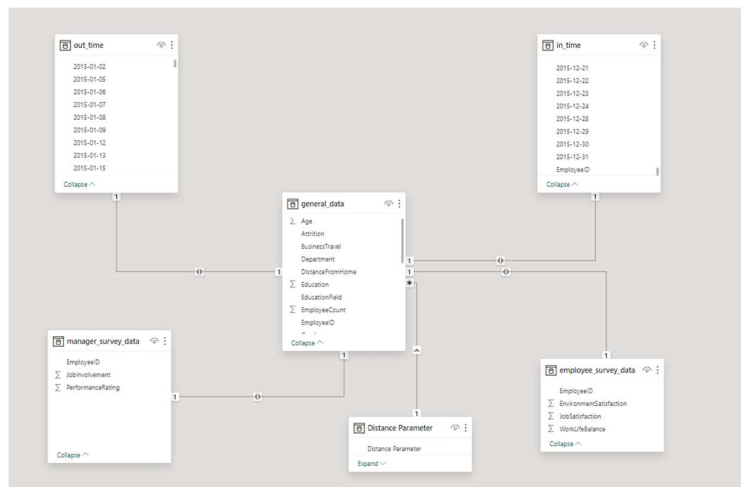 out_time
2015-01-02
2015-01-05
2015-01-06
2015-01-07
2015-01-08
2015-01-09
2015-01-12
2015-01-13
2015-01-15
Collapse
1
in_time
2015-12-21
2015-12-22
2015-12-23
2015-12-24
2015-12-28
2015-12-29
2015-12-30
2015-12-31
EmployeeID
Collapse
1
general_data
Σ Age
Attrition
BusinessTravel
Department
DistanceFromHome
Σ Education
EducationField
Σ EmployeeCount
EmployeeID
Collapse
1
1
1
*
1
manager_survey_data
EmployeeID
Σ JobInvolvement
Σ PerformanceRating
Collapse
1
1
Distance Parameter
Distance Parameter
Expand
1
employee_survey_data
EmployeeID
Σ EnvironmentSatisfaction
Σ JobSatisfaction
Σ WorkLifeBalance
Collapse